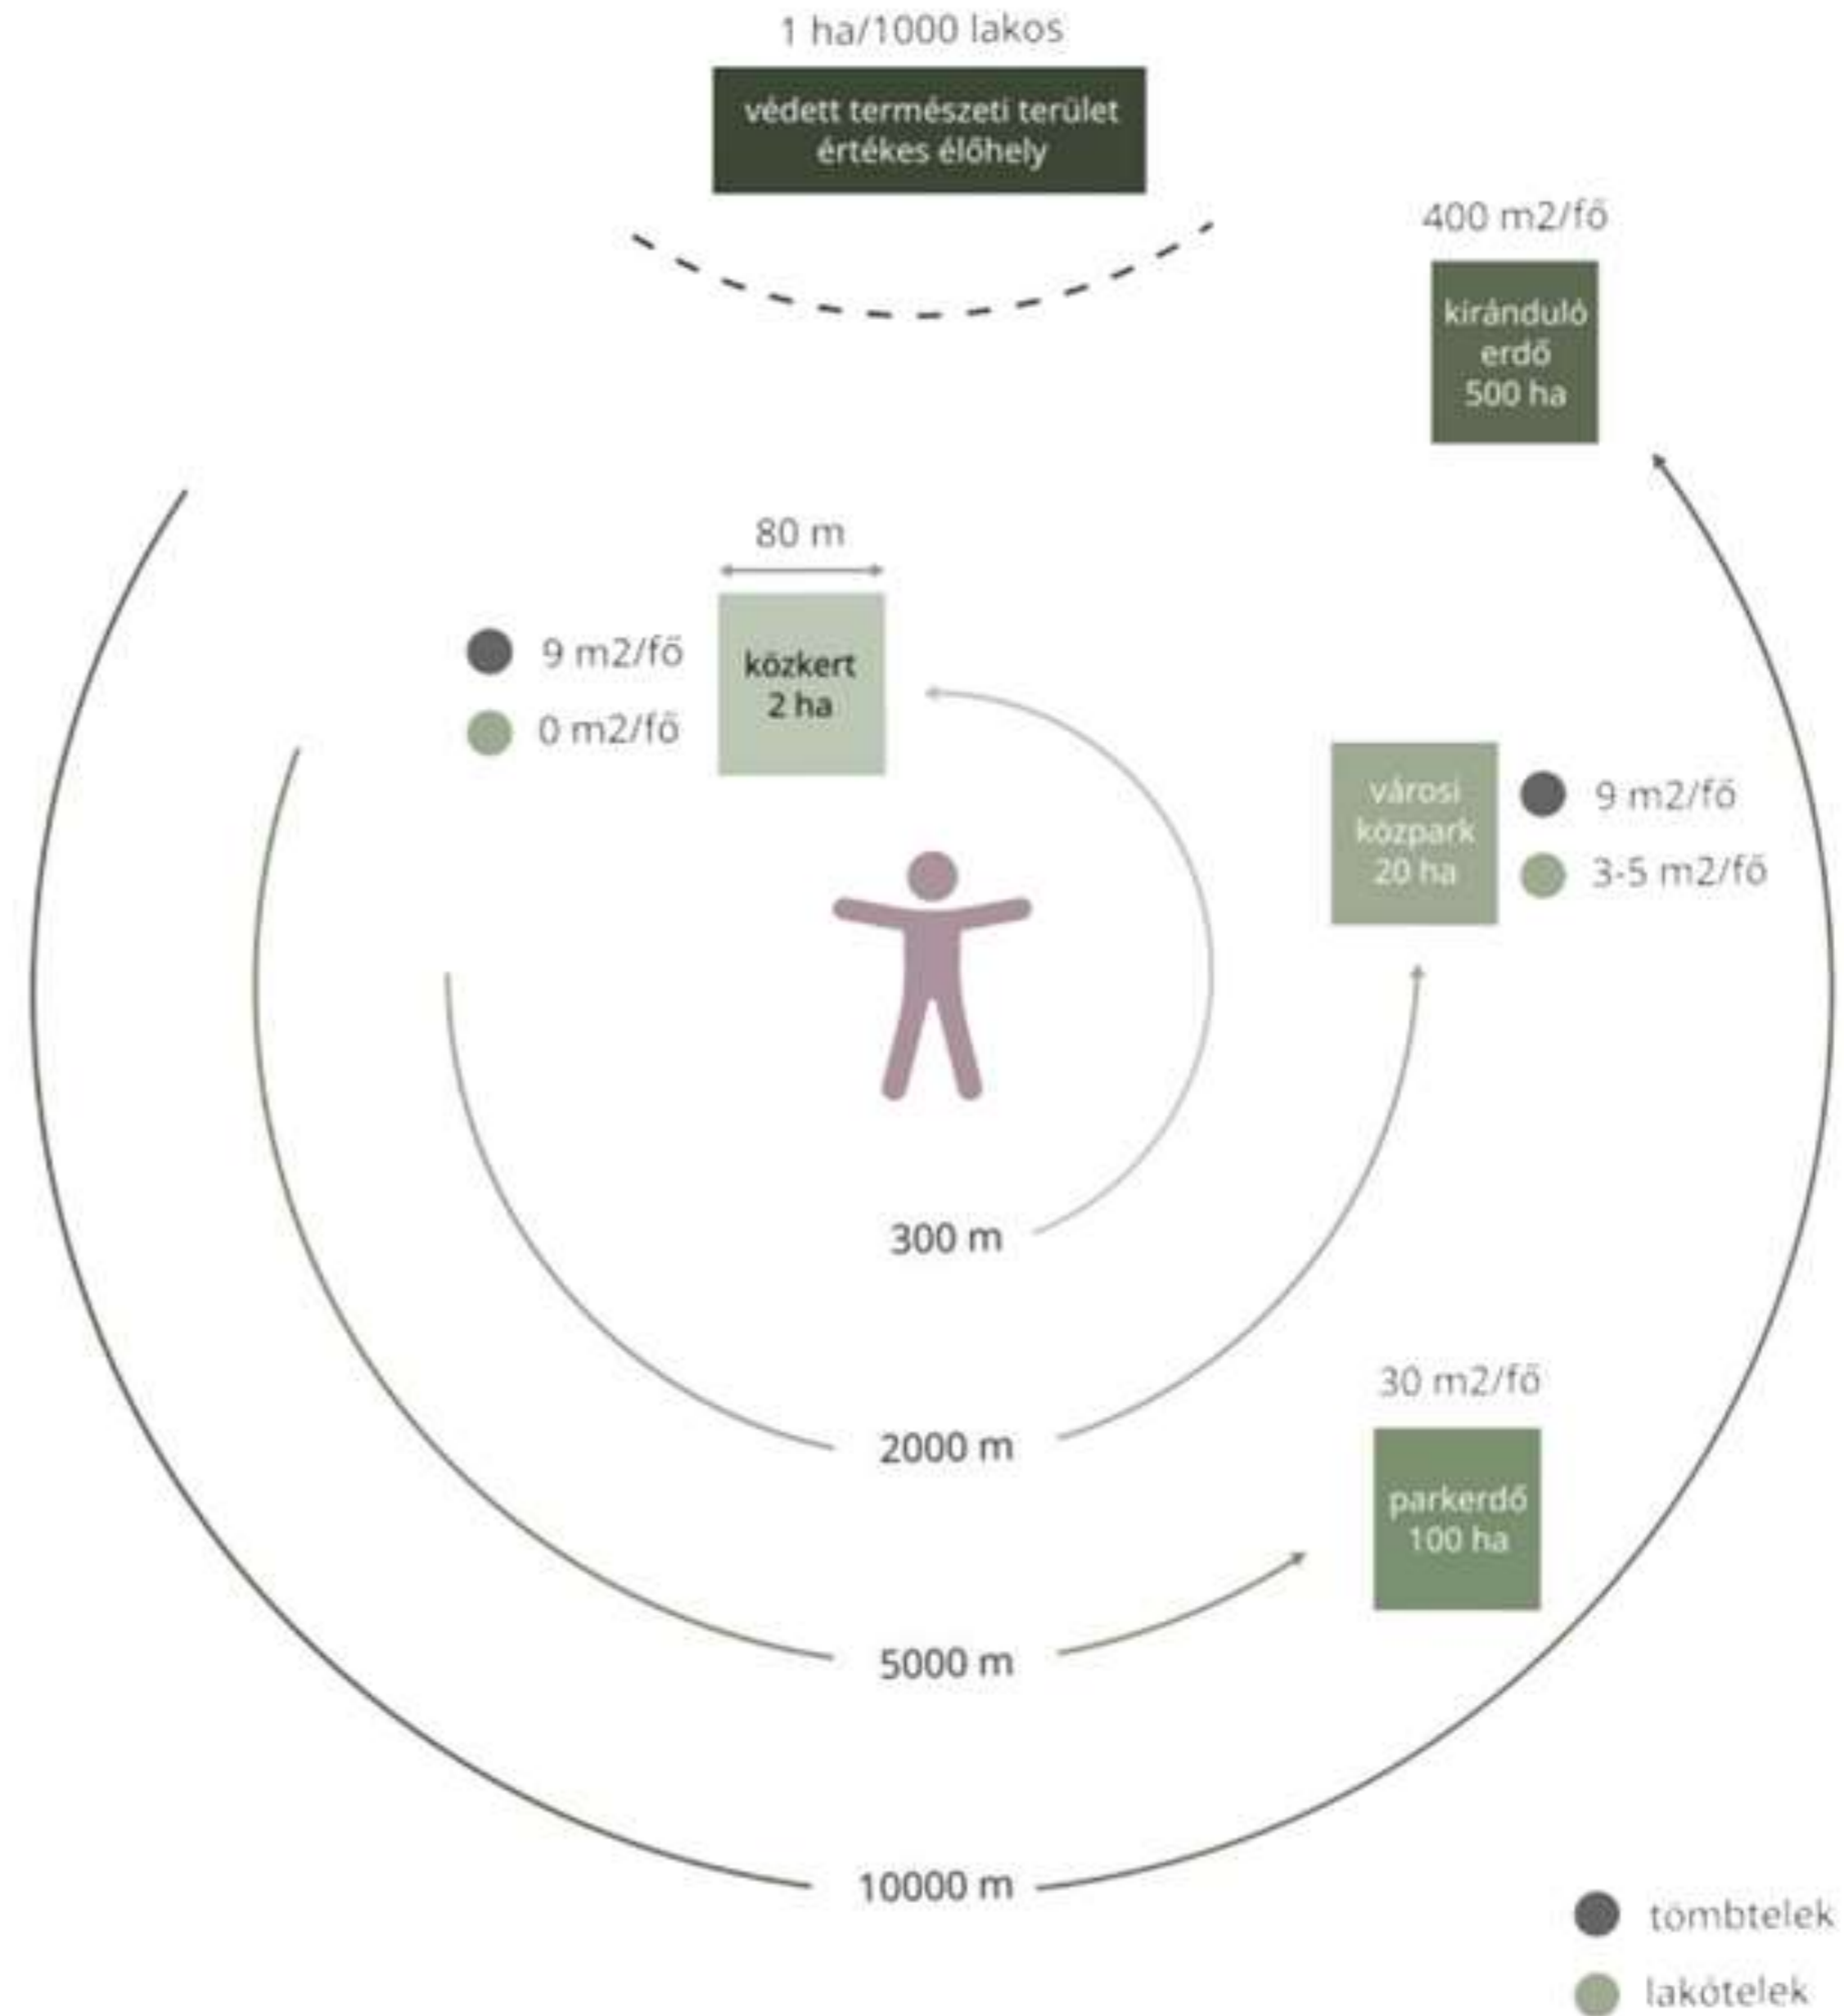 1 ha/1000 lakos
védett természeti terület
értékes élőhely
400 m2/fő
kiránduló
erdő
500 ha
80 m
9 m2/fő
0 m2/fő
közkert
2 ha
városi
közpark
20 ha
9 m2/fő
3-5 m2/fő
300 m
2000 m
30 m2/fő
parkerdő
100 ha
5000 m
10000 m
tömbtelek
lakótelek